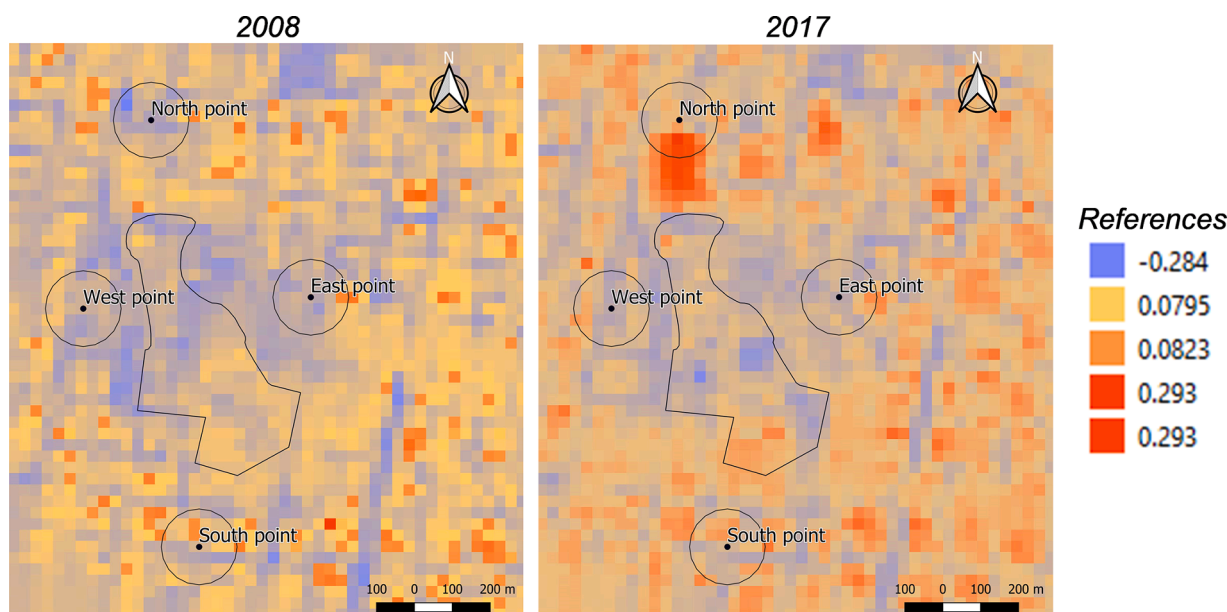 2008
2017
N
N
North point
North point
West point
East point
West point
East point
South point
South point
100 0 100 200 m
100 0 100 200 m
References
-0.284
0.0795
0.0823
0.293
0.293